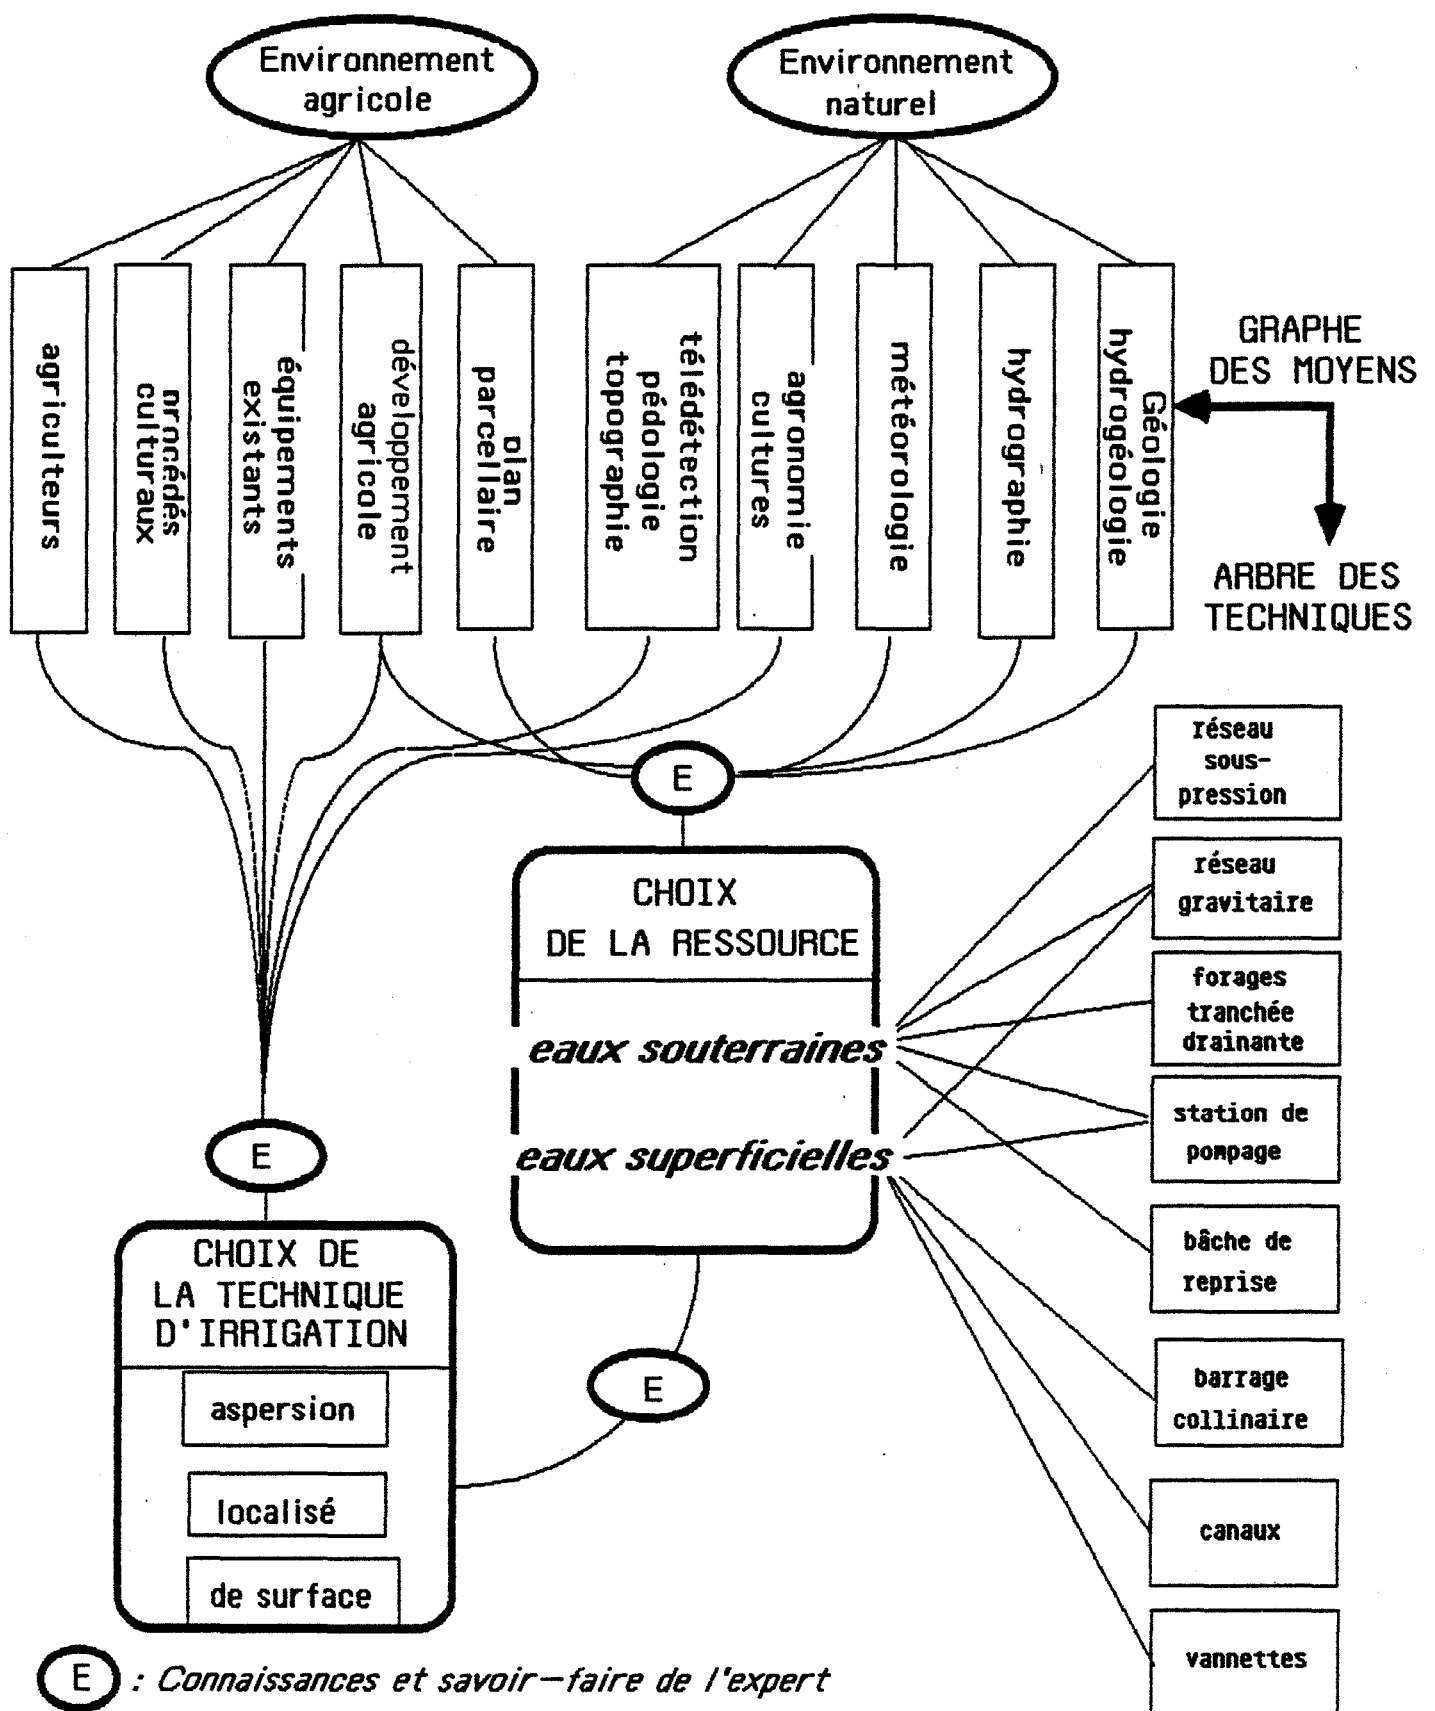 Environnement
agricole
Environnement
naturel
agriculteurs
procédés
culturaux
équipements
existants
développement
agricole
plan
parcellaire
télédétection
pédologie
topographie
agronomie
cultures
météorologie
hydrographie
Géologie
hydrogéologie
GRAPHE
DES MOYENS
ARBRE DES
TECHNIQUES
E
CHOIX
DE LA RESSOURCE
eaux souterraines
eaux superficielles
réseau
sous-
pression
réseau
gravitaire
forages
tranchée
drainante
station de
pompage
bâche de
reprise
barrage
collinaire
canaux
vannettes
E
CHOIX DE
LA TECHNIQUE
D'IRRIGATION
aspersion
localisé
de surface
E
E : Connaissances et savoir-faire de l'expert